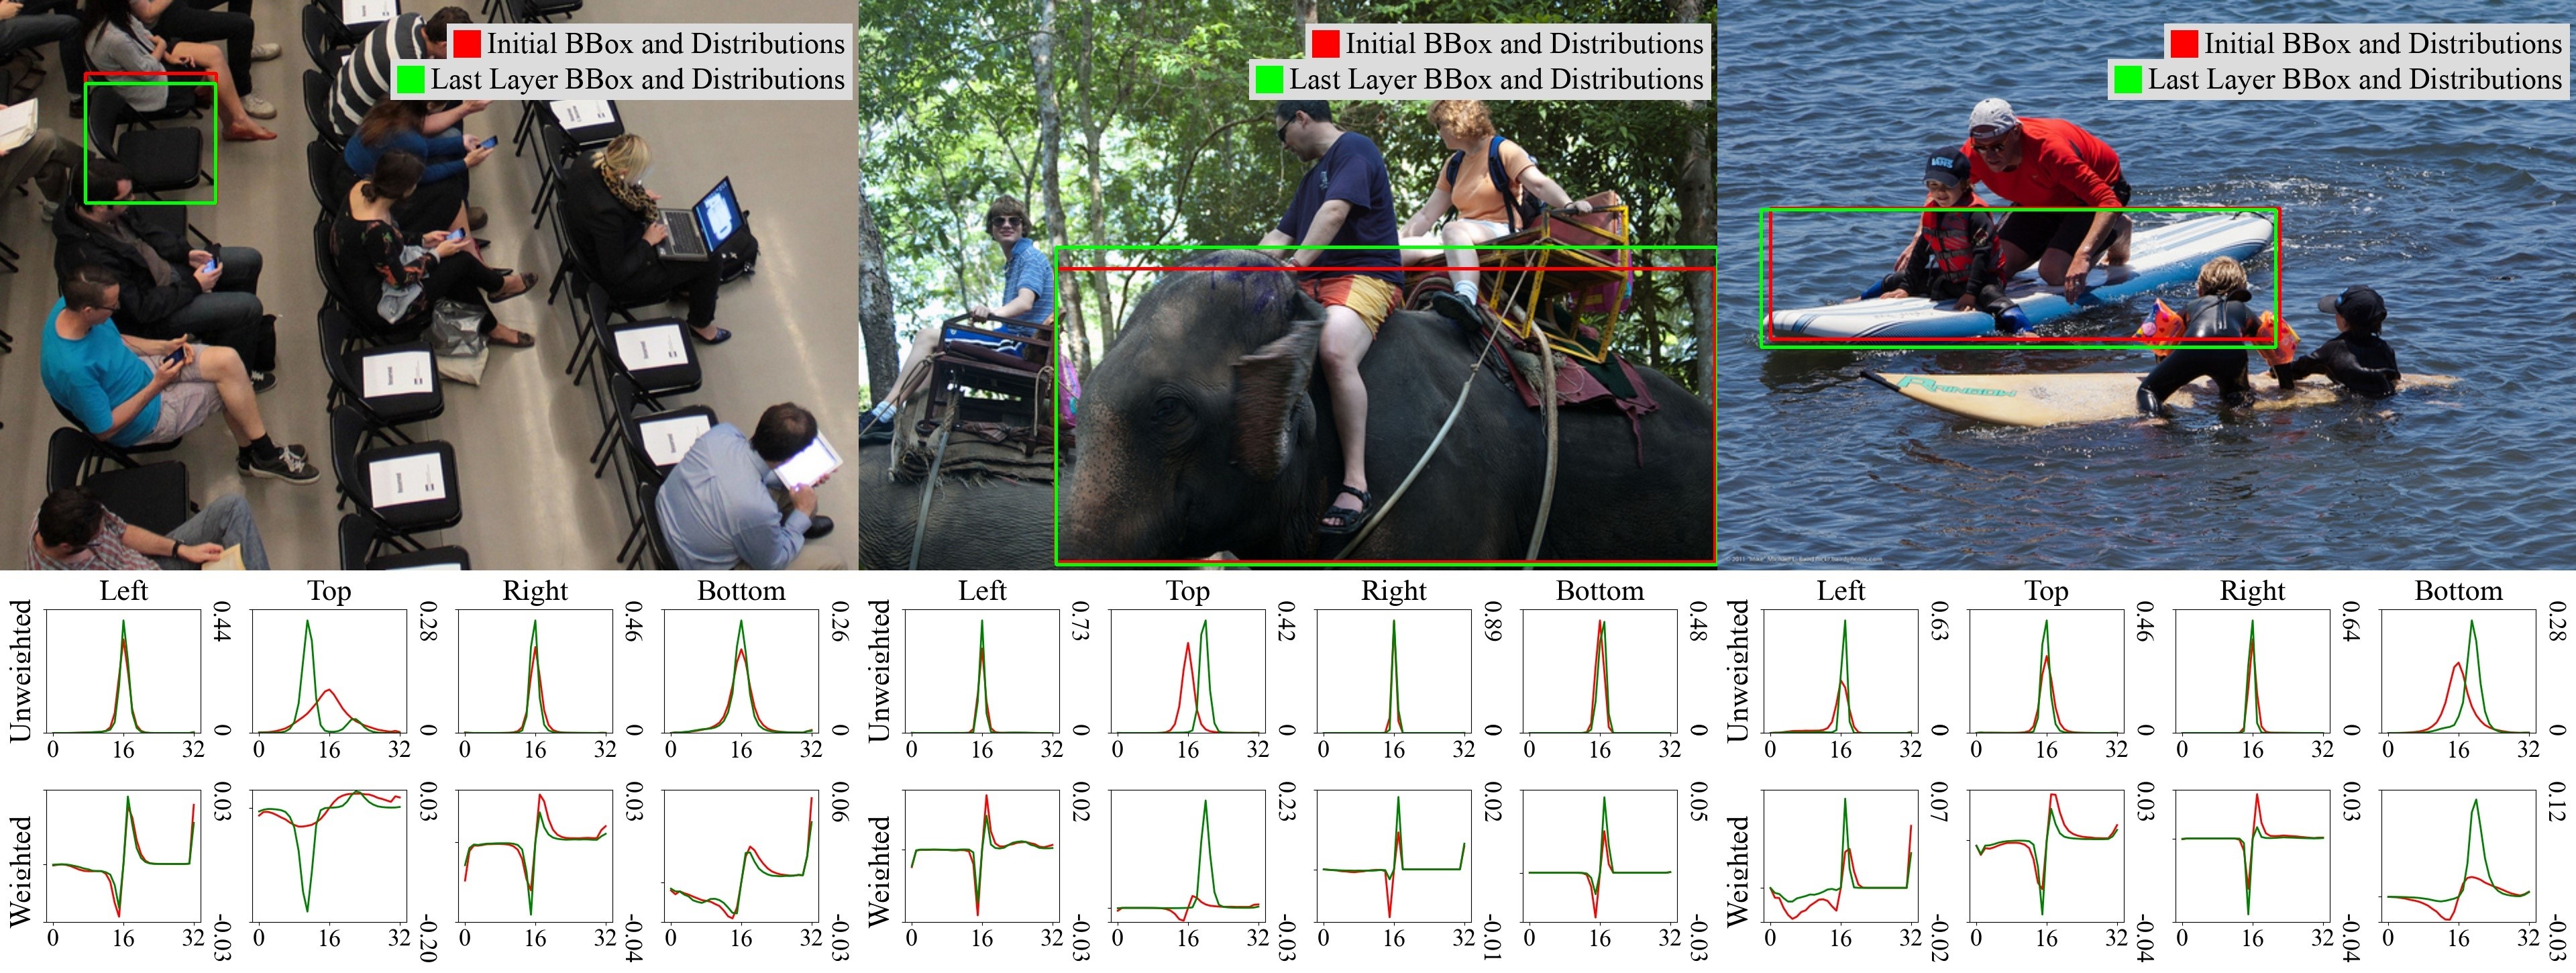 Initial BBox and Distributions
Last Layer BBox and Distributions
Initial BBox and Distributions
Last Layer BBox and Distributions
Initial BBox and Distributions
Last Layer BBox and Distributions
Left Top Right Bottom Left Top Right Bottom Left Top Right Bottom
Unweighted 0.44 0.28 0.46 0.26 Unweighted 0.73 0.42 0.89 0.48 Unweighted 0.63 0.46 0.64 0.28
0 0 0 0 0 0 0 0 0 0 0 0
0 16 32 0 16 32 0 16 32 0 16 32 0 16 32 0 16 32 0 16 32 0 16 32 0 16 32 0 16 32 0 16 32 0 16 32
Weighted 0.03 0.03 0.03 0.06 Weighted 0.02 0.23 0.02 0.05 Weighted 0.07 0.03 0.03 0.12
-0.03 -0.20 -0.04 -0.03 -0.03 -0.03 -0.01 -0.03 -0.02 -0.04 -0.04 -0.03
0 16 32 0 16 32 0 16 32 0 16 32 0 16 32 0 16 32 0 16 32 0 16 32 0 16 32 0 16 32 0 16 32 0 16 32